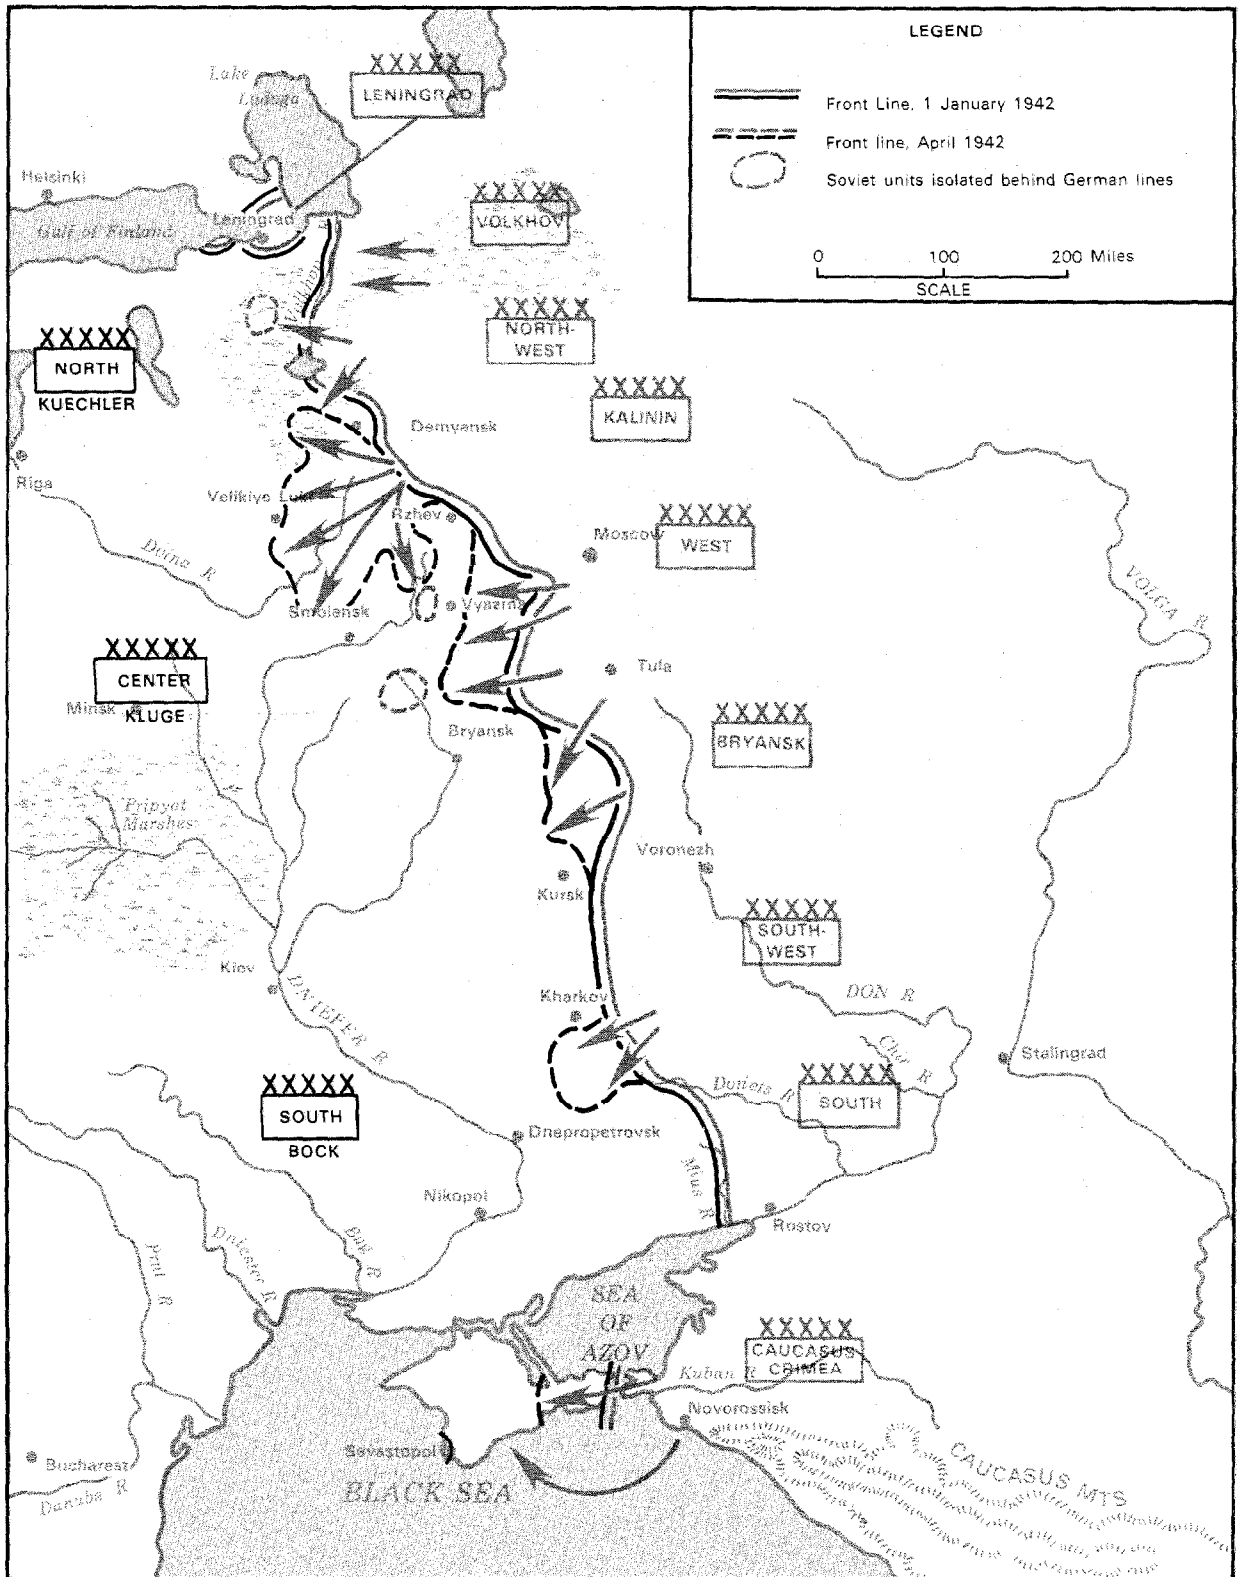 LEGEND
Front Line, 1 January 1942
Front line, April 1942
Soviet units isolated behind German lines
0 100 200 Miles
SCALE
XXXXX
LENINGRAD
Lake
Ladoga
Helsinki
Leningrad
Gulf of Finland
XXXXX
VOLKHOV
Volkhov
XXXXX
NORTH-
WEST
XXXXX
NORTH
KUECHLER
XXXXX
KALININ
Demyansk
Riga
Velikiye Luki
Rzhev
Moscow
XXXXX
WEST
Dvina R
VOLGA R
Smolensk
Vyazma
XXXXX
CENTER
KLUGE
Minsk
Tula
XXXXX
BRYANSK
Bryansk
Pripyat
Marshes
Voronezh
Kursk
XXXXX
SOUTH-
WEST
Kiev
DNIEPER R
Kharkov
DON R
Chir R
Stalingrad
XXXXX
SOUTH
BOCK
Donets R
XXXXX
SOUTH
Dnepropetrovsk
Mius R
Nikopol
Rostov
Prut R
Dniester R
Bug R
SEA
OF
AZOV
XXXXX
CAUCASUS
CRIMEA
Kuban R
Novorossisk
Sevastopol
BLACK SEA
CAUCASUS MTS
Bucharest
Danube R